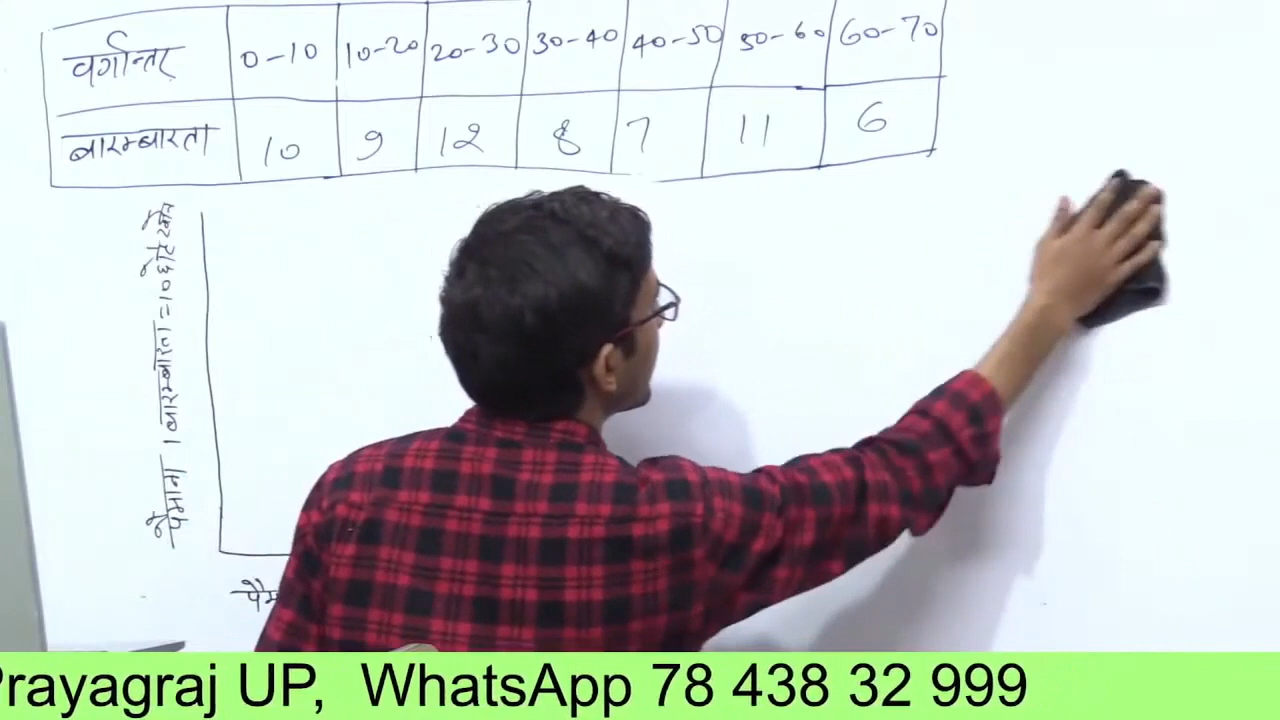 वर्गान्तर 0-10 10-20 20-30 30-40 40-50 50-60 60-70
बारम्बारता 10 9 12 8 7 11 6
पैमाना 1 बारम्बारता = 10 छोटे खाने
Prayagraj UP, WhatsApp 78 438 32 999